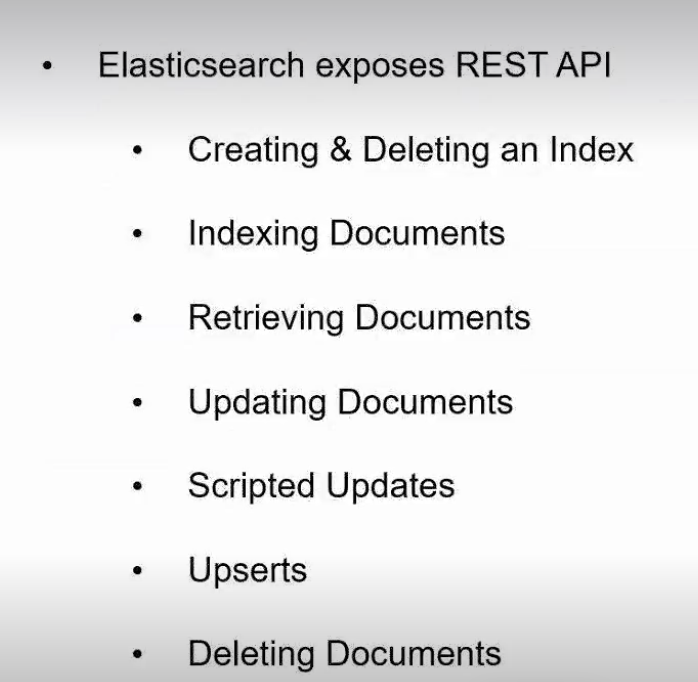 • Elasticsearch exposes REST API
• Creating & Deleting an Index
• Indexing Documents
• Retrieving Documents
• Updating Documents
• Scripted Updates
• Upserts
• Deleting Documents